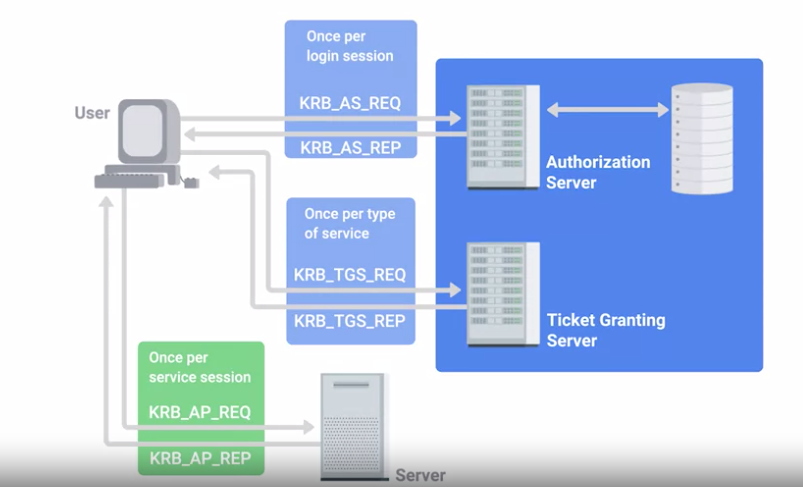 Once per
login session
KRB_AS_REQ
KRB_AS_REP
User
Authorization
Server
Once per type
of service
KRB_TGS_REQ
KRB_TGS_REP
Ticket Granting
Server
Once per
service session
KRB_AP_REQ
KRB_AP_REP
Server